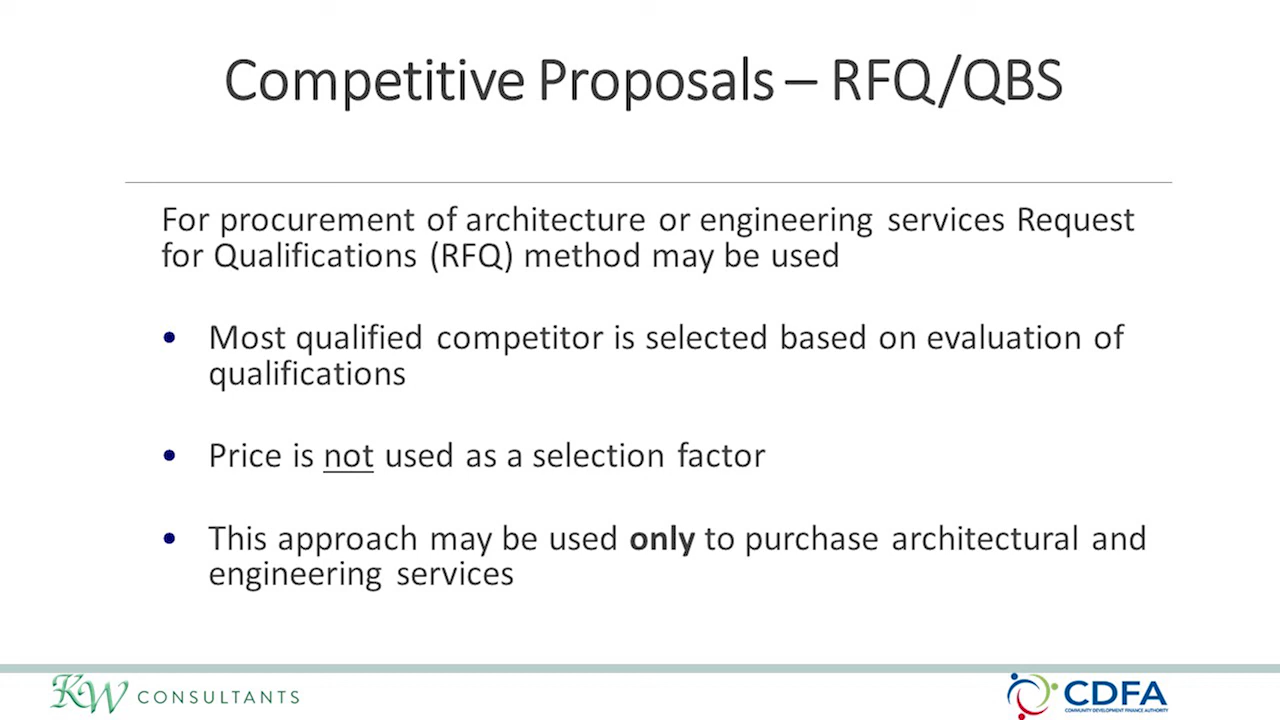 Competitive Proposals – RFQ/QBS
For procurement of architecture or engineering services Request
for Qualifications (RFQ) method may be used
• Most qualified competitor is selected based on evaluation of
qualifications
• Price is not used as a selection factor
• This approach may be used only to purchase architectural and
engineering services
KW CONSULTANTS
CDFA
COMMUNITY DEVELOPMENT FINANCE AUTHORITY